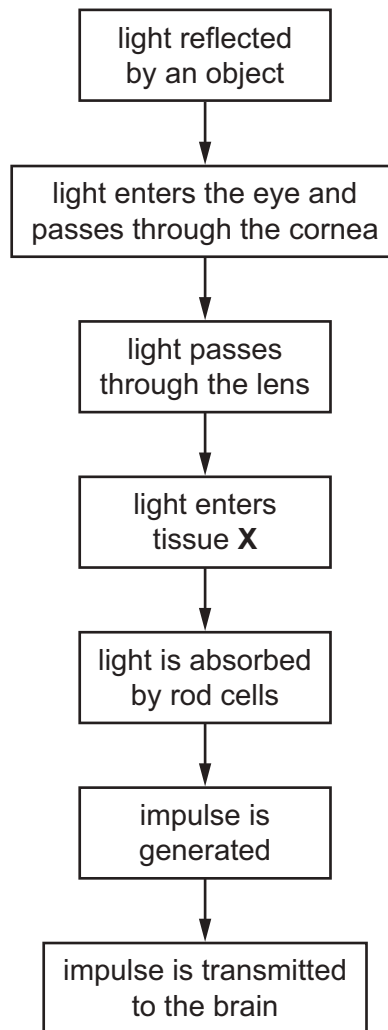 light reflected
by an object
light enters the eye and
passes through the cornea
light passes
through the lens
light enters
tissue X
light is absorbed
by rod cells
impulse is
generated
impulse is transmitted
to the brain